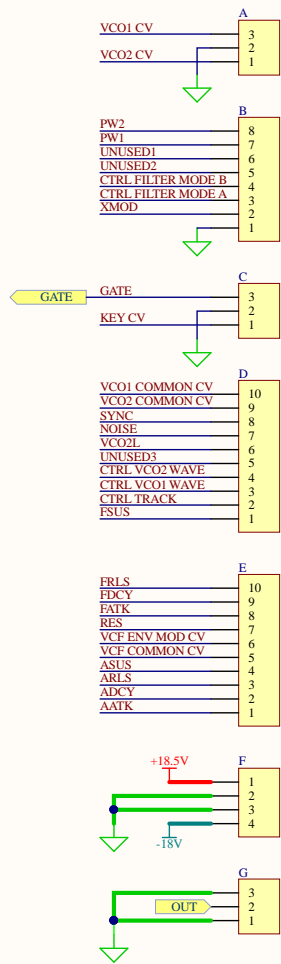 A
VCO1 CV 3
2
VCO2 CV 1
B
PW2 8
PW1 7
UNUSED1 6
UNUSED2 5
CTRL FILTER MODE B 4
CTRL FILTER MODE A 3
XMOD 2
1
C
GATE GATE 3
2
KEY CV 1
D
VCO1 COMMON CV 10
VCO2 COMMON CV 9
SYNC 8
NOISE 7
VCO2L 6
UNUSED3 5
CTRL VCO2 WAVE 4
CTRL VCO1 WAVE 3
CTRL TRACK 2
FSUS 1
E
FRLS 10
FDCY 9
FATK 8
RES 7
VCF ENV MOD CV 6
VCF COMMON CV 5
ASUS 4
ARLS 3
ADCY 2
AATK 1
F
+18.5V 1
2
3
-18V 4
G
3
OUT 2
1